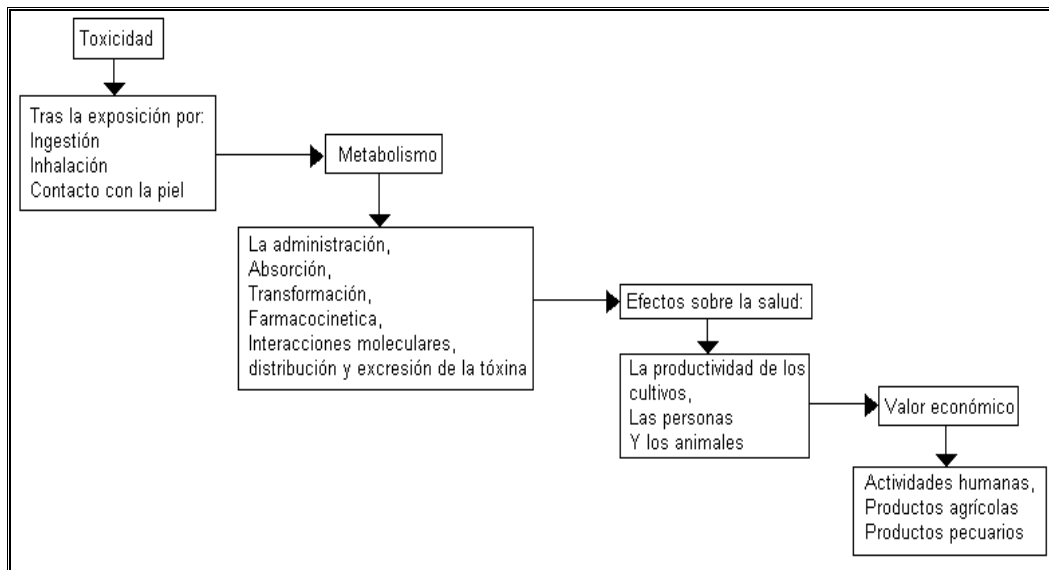 Toxicidad
Tras la exposición por:
Ingestión
Inhalación
Contacto con la piel
Metabolismo
La administración,
Absorción,
Transformación,
Farmacocinetica,
Interacciones moleculares,
distribución y excresión de la tóxina
Efectos sobre la salud:
La productividad de los
cultivos,
Las personas
Y los animales
Valor económico
Actividades humanas,
Productos agrícolas
Productos pecuarios